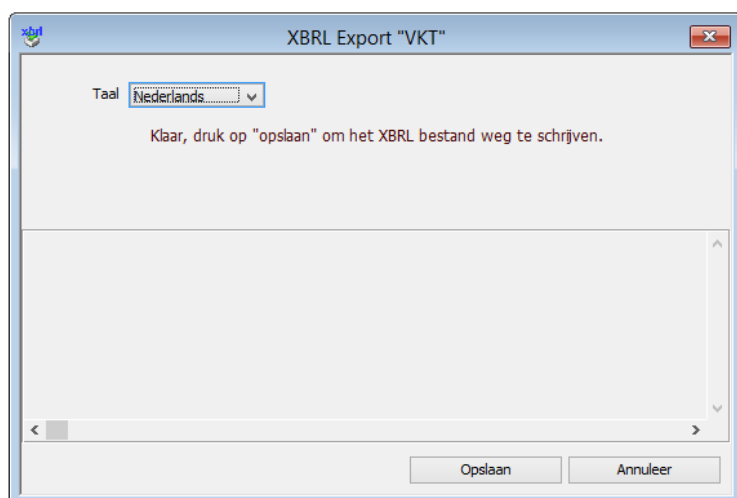 xbrl
XBRL Export "VKT"
Taal Nederlands
Klaar, druk op "opslaan" om het XBRL bestand weg te schrijven.
Opslaan Annuleer